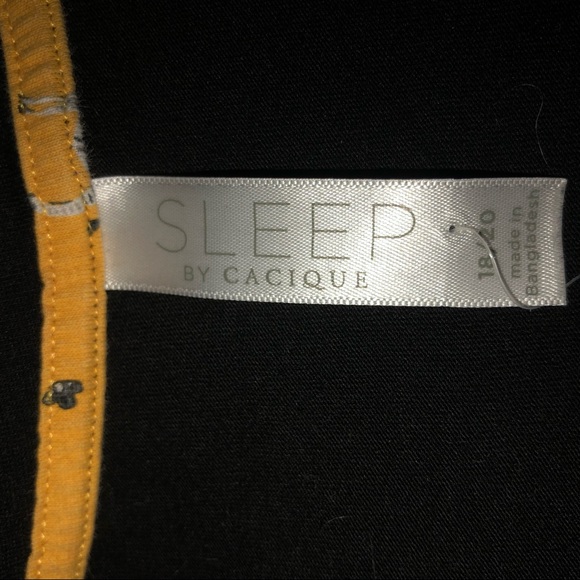 SLEEP
BY CACIQUE
18/20
made in
Bangladesh